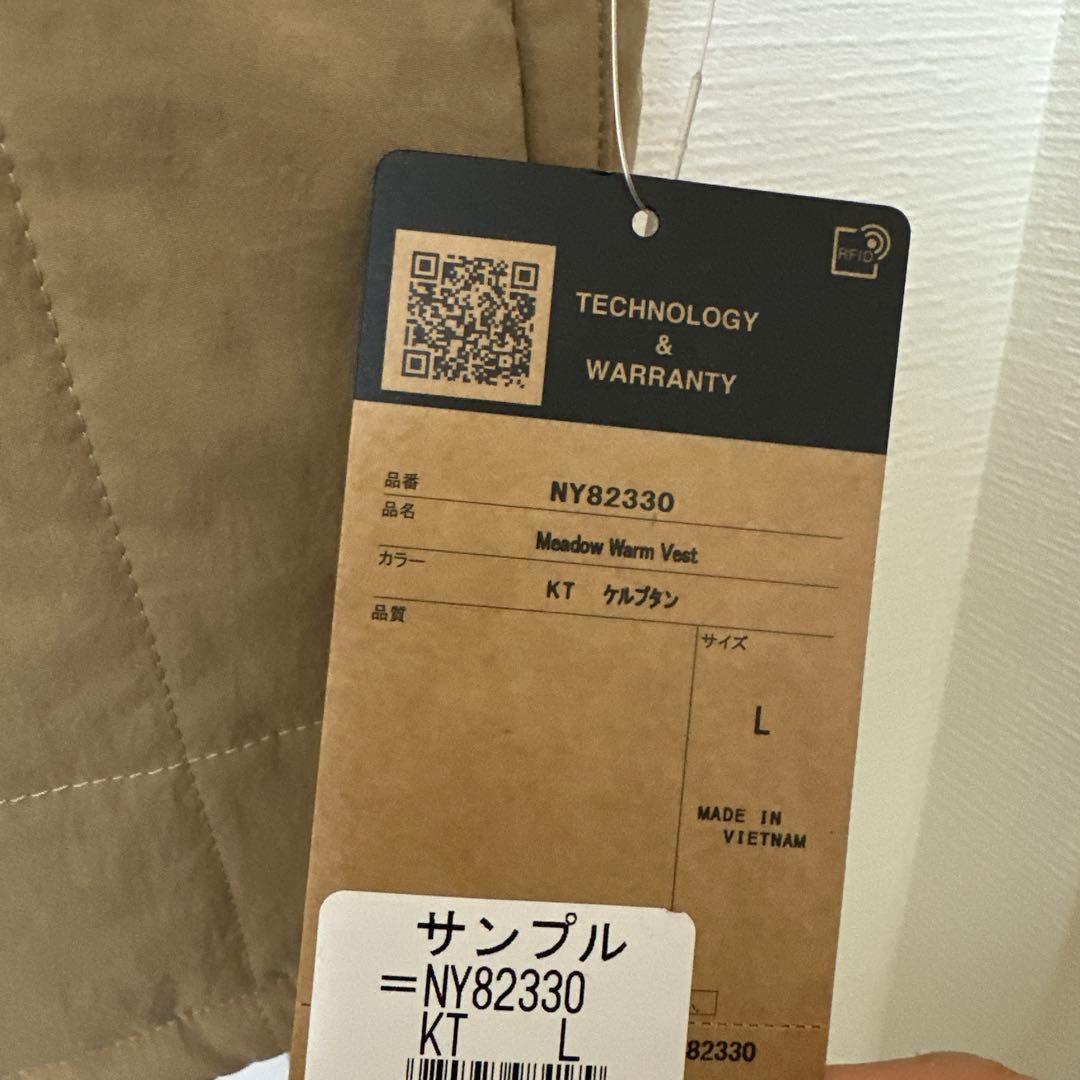 RFID
TECHNOLOGY
&
WARRANTY
品番 NY82330
品名 Meadow Warm Vest
カラー KT ケルプタン
品質
サイズ
L
MADE IN
VIETNAM
サンプル
=NY82330
KT L
82330